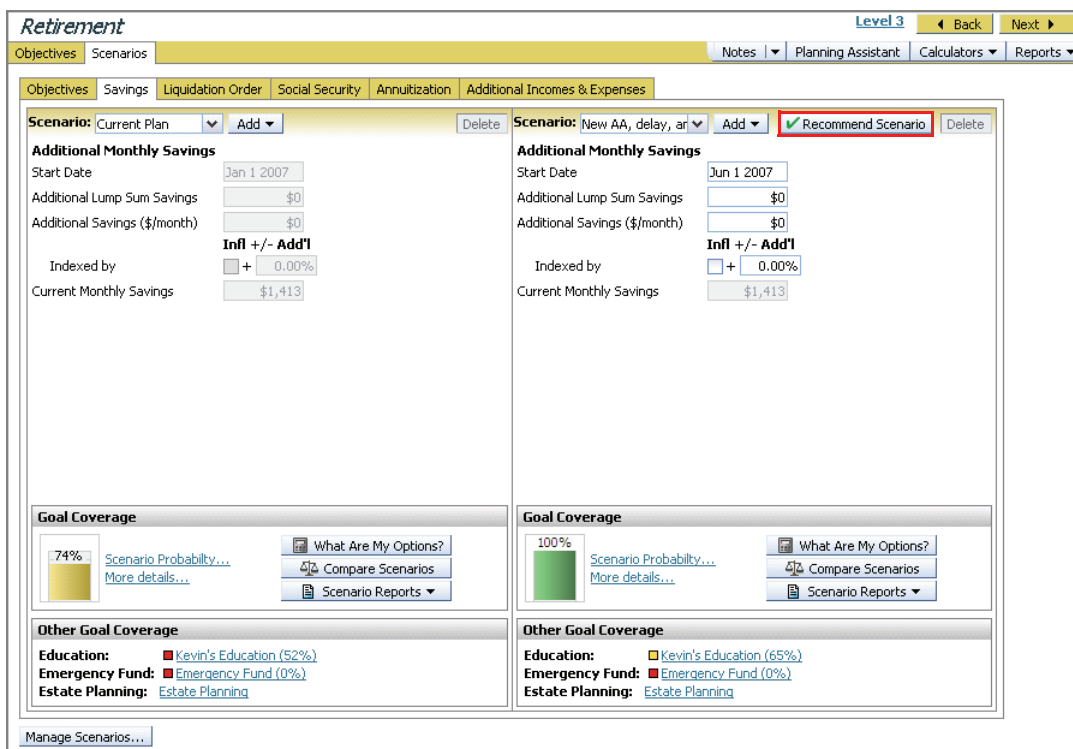 Retirement
Level 3 Back Next
Objectives Scenarios
Notes Planning Assistant Calculators Reports
Objectives Savings Liquidation Order Social Security Annuitization Additional Incomes & Expenses
Scenario: Current Plan Add Delete
Additional Monthly Savings
Start Date Jan 1 2007
Additional Lump Sum Savings $0
Additional Savings ($/month) $0
Infl +/- Add'l
Indexed by + 0.00%
Current Monthly Savings $1,413
Goal Coverage
74%
Scenario Probabilty...
More details...
What Are My Options?
Compare Scenarios
Scenario Reports
Other Goal Coverage
Education: Kevin's Education (52%)
Emergency Fund: Emergency Fund (0%)
Estate Planning: Estate Planning
Scenario: New AA, delay, ar Add Recommend Scenario Delete
Additional Monthly Savings
Start Date Jun 1 2007
Additional Lump Sum Savings $0
Additional Savings ($/month) $0
Infl +/- Add'l
Indexed by + 0.00%
Current Monthly Savings $1,413
Goal Coverage
100%
Scenario Probabilty...
More details...
What Are My Options?
Compare Scenarios
Scenario Reports
Other Goal Coverage
Education: Kevin's Education (65%)
Emergency Fund: Emergency Fund (0%)
Estate Planning: Estate Planning
Manage Scenarios...